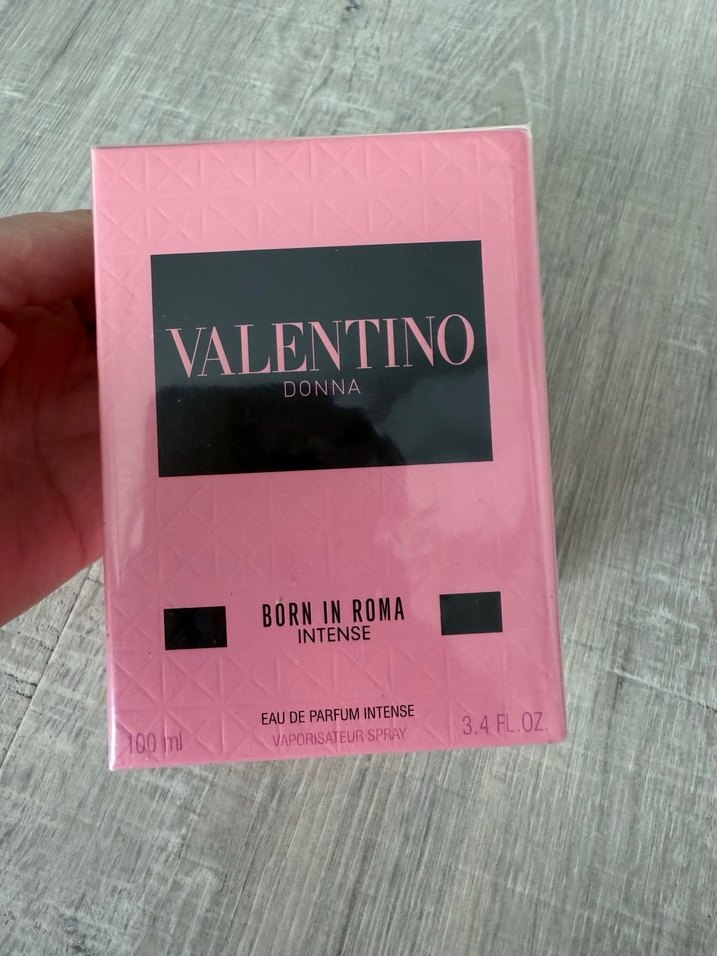 VALENTINO
DONNA
BORN IN ROMA
INTENSE
EAU DE PARFUM INTENSE
100 ml VAPORISATEUR SPRAY 3.4 FL.OZ.